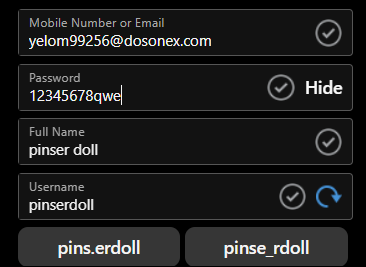 Mobile Number or Email
yelom99256@dosonex.com
Password
12345678qwe
Hide
Full Name
pinser doll
Username
pinserdoll
pins.erdoll
pinse_rdoll